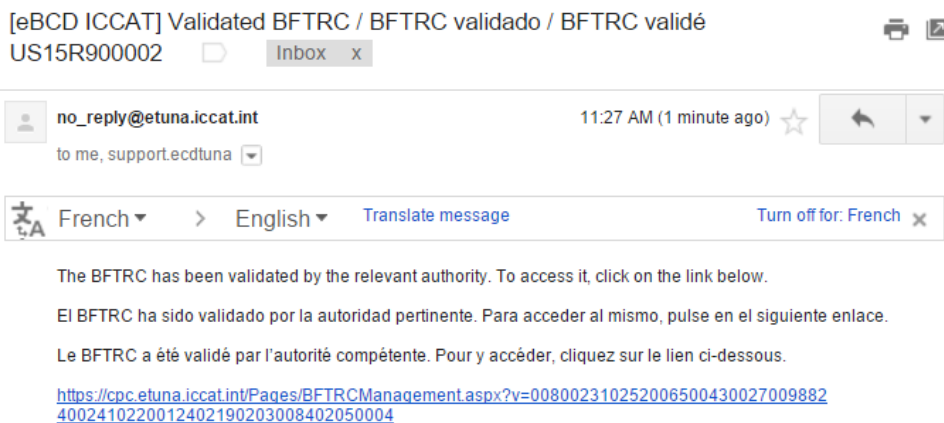 [eBCD ICCAT] Validated BFTRC / BFTRC validado / BFTRC validé
US15R900002 Inbox x
no_reply@etuna.iccat.int 11:27 AM (1 minute ago)
to me, support.ecdtuna
French > English Translate message Turn off for: French x
The BFTRC has been validated by the relevant authority. To access it, click on the link below.
El BFTRC ha sido validado por la autoridad pertinente. Para acceder al mismo, pulse en el siguiente enlace.
Le BFTRC a été validé par l'autorité compétente. Pour y accéder, cliquez sur le lien ci-dessous.
https://cpc.etuna.iccat.int/Pages/BFTRCManagement.aspx?v=008002310252006500430027009882
4002410220012402190203008402050004